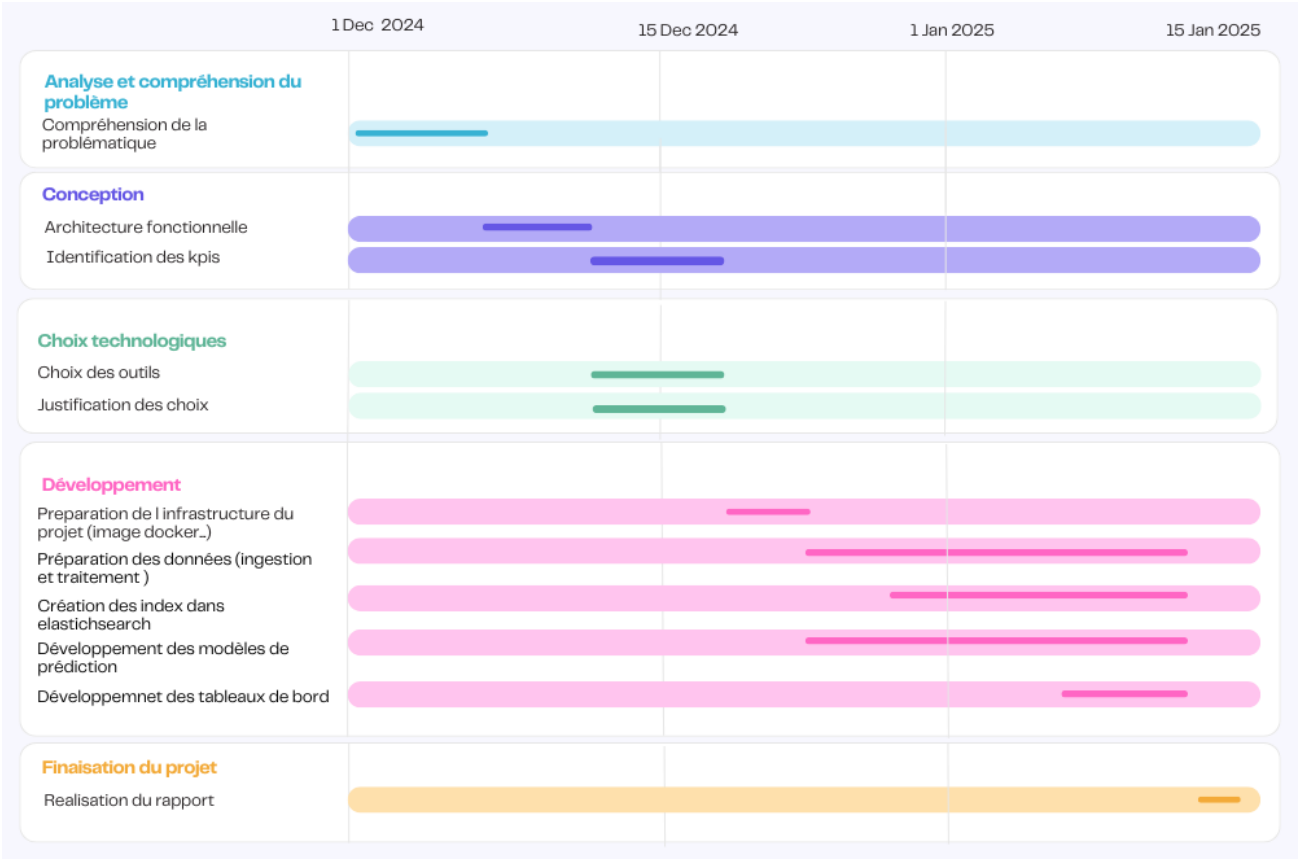 1 Dec 2024
15 Dec 2024
1 Jan 2025
15 Jan 2025
Analyse et compréhension du
problème
Compréhension de la
problématique
Conception
Architecture fonctionnelle
Identification des kpis
Choix technologiques
Choix des outils
Justification des choix
Développement
Preparation de l infrastructure du
projet (image docker...)
Préparation des données (ingestion
et traitement )
Création des index dans
elastichsearch
Développement des modèles de
prédiction
Développemnet des tableaux de bord
Finaisation du projet
Realisation du rapport